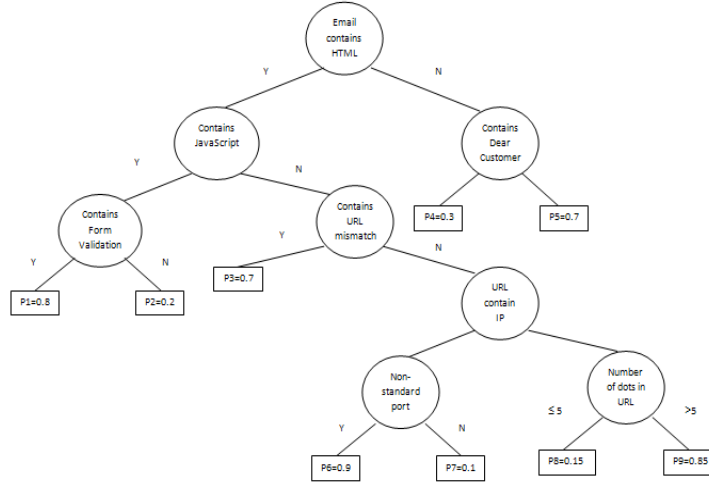 Email
contains
HTML
Y
N
Contains
JavaScript
Contains
Dear
Customer
Y
N
Contains
Form
Validation
Contains
URL
mismatch
P4=0.3
P5=0.7
Y
N
Y
N
P1=0.8
P2=0.2
P3=0.7
URL
contain
IP
Non-
standard
port
Number
of dots in
URL
≤5
>5
Y
N
P6=0.9
P7=0.1
P8=0.15
P9=0.85